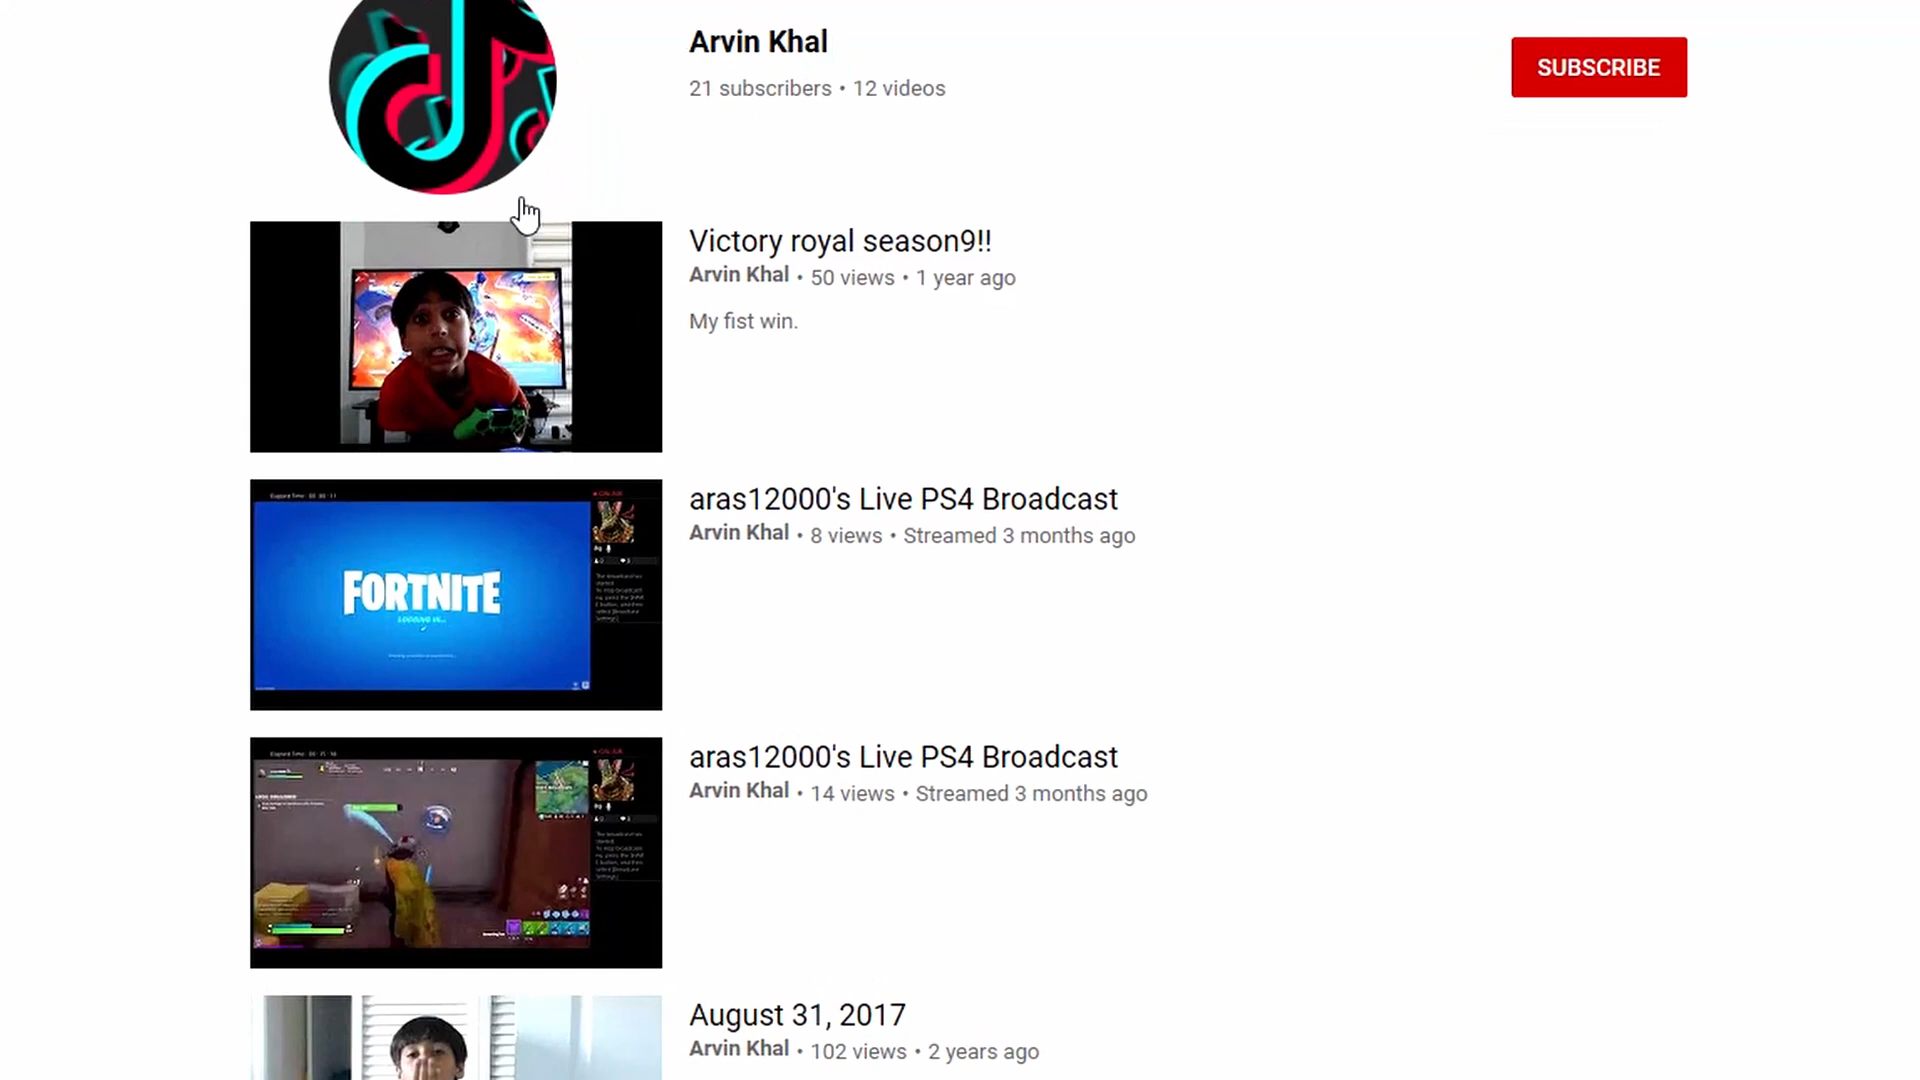 Arvin Khal
21 subscribers • 12 videos
SUBSCRIBE
Victory royal season9!!
Arvin Khal • 50 views • 1 year ago
My fist win.
aras12000's Live PS4 Broadcast
Arvin Khal • 8 views • Streamed 3 months ago
FORTNITE
LOGGING IN...
aras12000's Live PS4 Broadcast
Arvin Khal • 14 views • Streamed 3 months ago
August 31, 2017
Arvin Khal • 102 views • 2 years ago